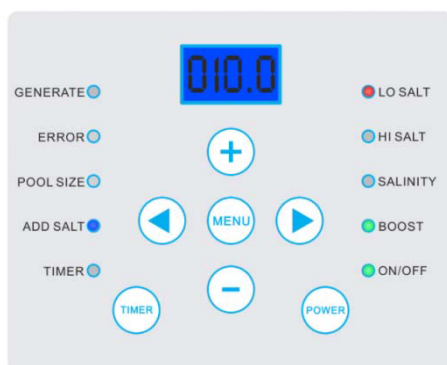 010.0
GENERATE LO SALT
ERROR HI SALT
POOL SIZE SALINITY
MENU
ADD SALT BOOST
TIMER ON/OFF
TIMER POWER